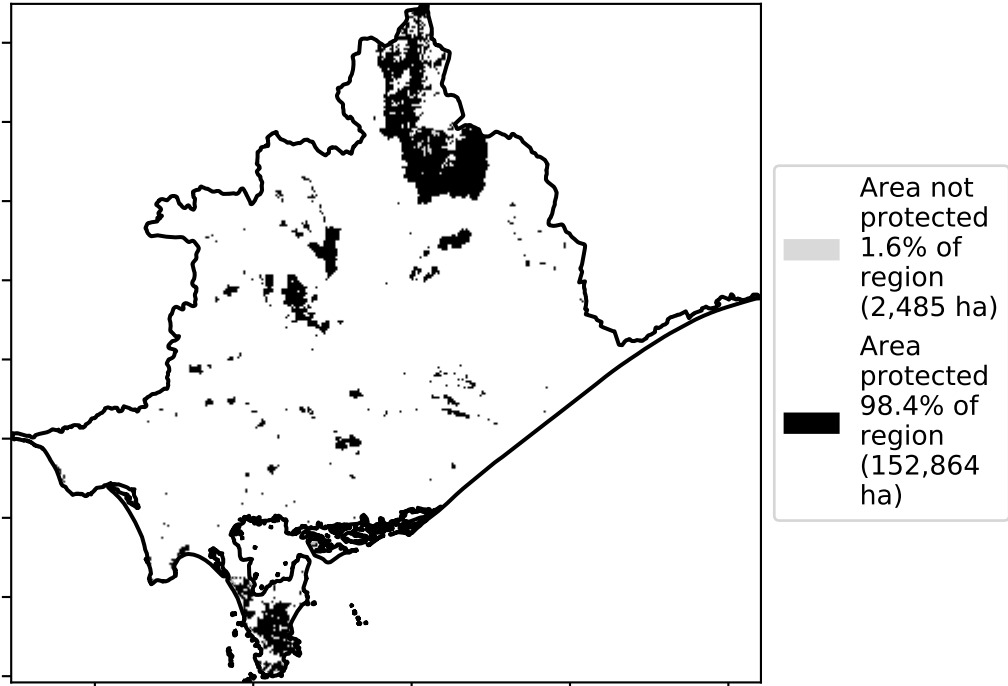 Area not
protected
1.6% of
region
(2,485 ha)
Area
protected
98.4% of
region
(152,864
ha)